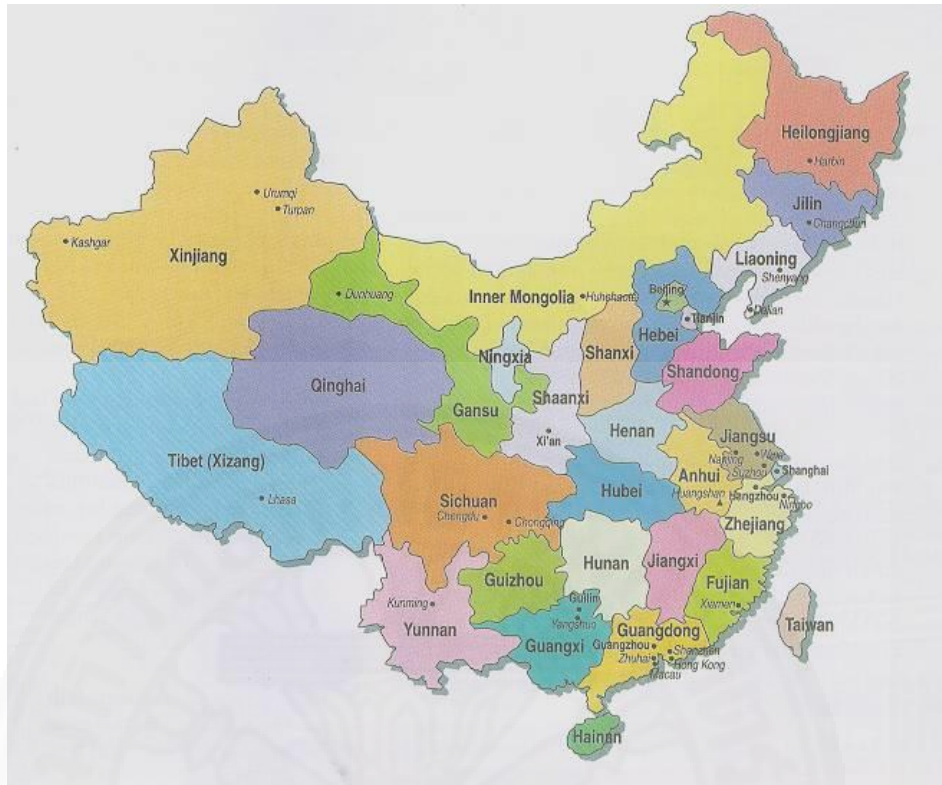 Heilongjiang
Harbin
Urumqi
Turpan
Jilin
Changchun
Kashgar
Xinjiang
Liaoning
Shenyang
Dunhuang
Inner Mongolia
Beijing
Dalian
Tianjin
Hebei
Ningxia
Shanxi
Shandong
Qinghai
Gansu
Shaanxi
Henan
Xi'an
Jiangsu
Tibet (Xizang)
Nanjing
Suzhou
Shanghai
Anhui
Huangshan
Hangzhou
Ningbo
Hubei
Lhasa
Sichuan
Chengdu
Chongqing
Zhejiang
Hunan
Jiangxi
Guizhou
Fujian
Guilin
Xiamen
Kunming
Yangshuo
Taiwan
Yunnan
Guangdong
Guangxi
Guangzhou
Shenzhen
Zhuhai
Hong Kong
Macau
Hainan